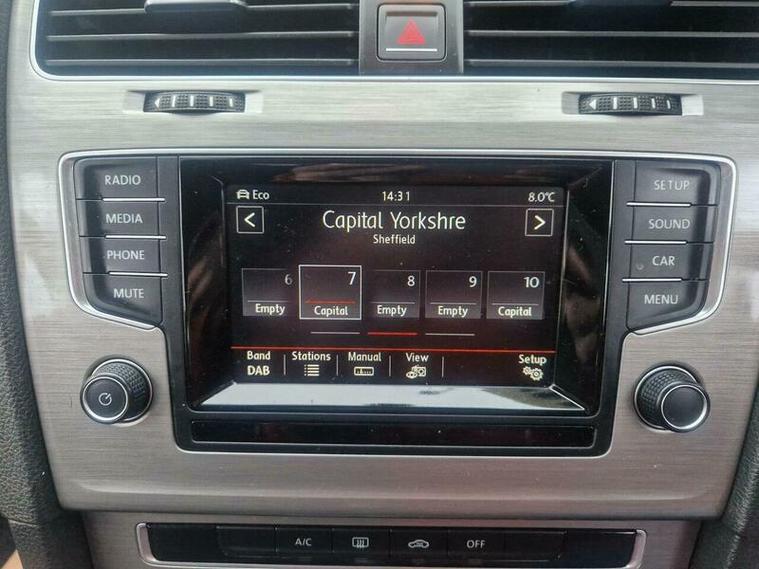 RADIO
MEDIA
PHONE
MUTE
Eco 14:31 8.0°C
< Capital Yorkshre >
Sheffield
6 7 8 9 10
Empty Capital Empty Empty Capital
Band Stations Manual View Setup
DAB
SETUP
SOUND
CAR
MENU
A/C OFF